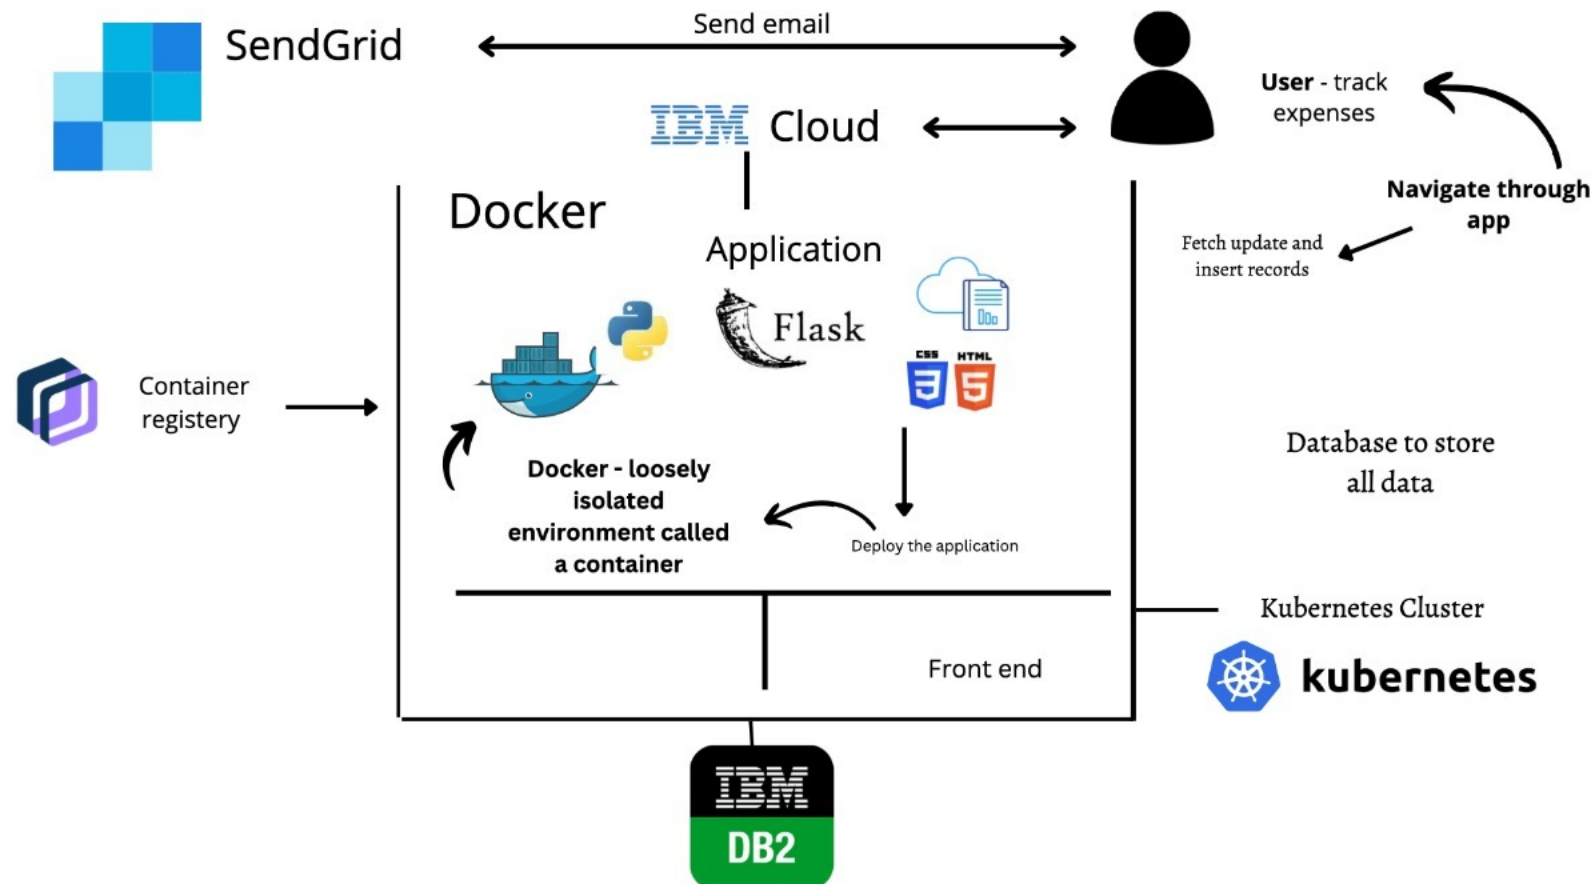 SendGrid
Send email
User - track
expenses
IBM Cloud
Navigate through
app
Docker
Fetch update and
insert records
Application
Flask
CSS
3
HTML
5
Container
registery
Docker - loosely
isolated
environment called
a container
Deploy the application
Database to store
all data
Kubernetes Cluster
kubernetes
Front end
IBM
DB2